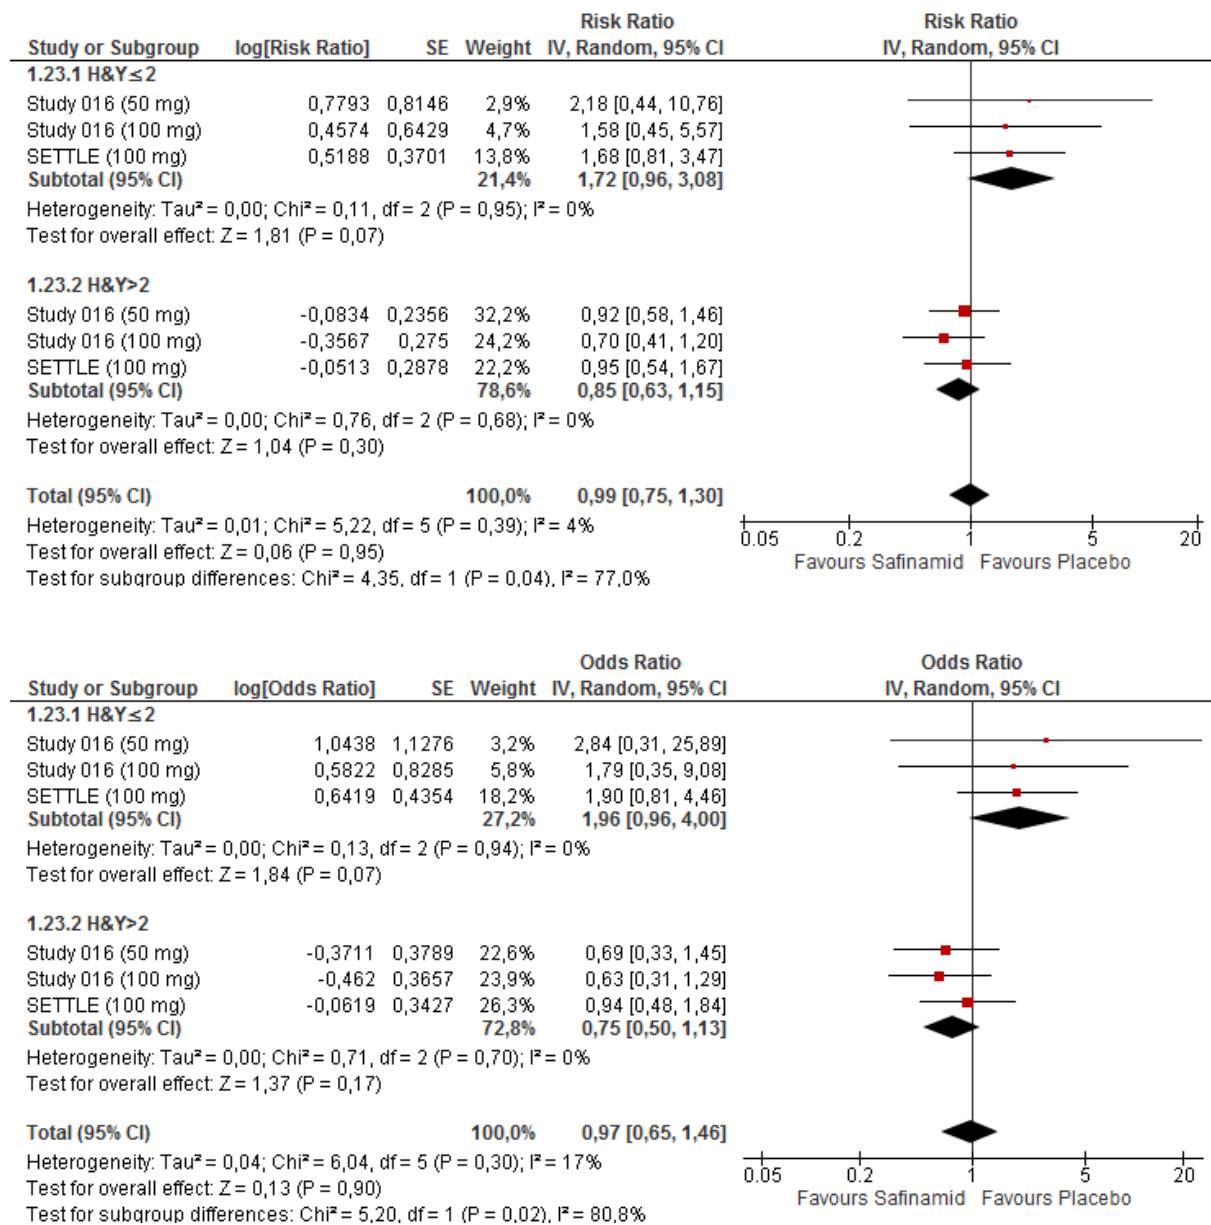 Risk Ratio Risk Ratio
Study or Subgroup log[Risk Ratio] SE Weight IV, Random, 95% CI IV, Random, 95% CI
1.23.1 H&Y≤2
Study 016 (50 mg) 0,7793 0,8146 2,9% 2,18 [0,44, 10,76]
Study 016 (100 mg) 0,4574 0,6429 4,7% 1,58 [0,45, 5,57]
SETTLE (100 mg) 0,5188 0,3701 13,8% 1,68 [0,81, 3,47]
Subtotal (95% CI) 21,4% 1,72 [0,96, 3,08]
Heterogeneity: Tau² = 0,00; Chi² = 0,11, df = 2 (P = 0,95); I² = 0%
Test for overall effect: Z = 1,81 (P = 0,07)
1.23.2 H&Y>2
Study 016 (50 mg) -0,0834 0,2356 32,2% 0,92 [0,58, 1,46]
Study 016 (100 mg) -0,3567 0,275 24,2% 0,70 [0,41, 1,20]
SETTLE (100 mg) -0,0513 0,2878 22,2% 0,95 [0,54, 1,67]
Subtotal (95% CI) 78,6% 0,85 [0,63, 1,15]
Heterogeneity: Tau² = 0,00; Chi² = 0,76, df = 2 (P = 0,68); I² = 0%
Test for overall effect: Z = 1,04 (P = 0,30)
Total (95% CI) 100,0% 0,99 [0,75, 1,30]
Heterogeneity: Tau² = 0,01; Chi² = 5,22, df = 5 (P = 0,39); I² = 4%
Test for overall effect: Z = 0,06 (P = 0,95)
Test for subgroup differences: Chi² = 4,35, df = 1 (P = 0,04), I² = 77,0%
0.05 0.2 1 5 20
Favours Safinamid Favours Placebo
Odds Ratio Odds Ratio
Study or Subgroup log[Odds Ratio] SE Weight IV, Random, 95% CI IV, Random, 95% CI
1.23.1 H&Y≤2
Study 016 (50 mg) 1,0438 1,1276 3,2% 2,84 [0,31, 25,89]
Study 016 (100 mg) 0,5822 0,8285 5,8% 1,79 [0,35, 9,08]
SETTLE (100 mg) 0,6419 0,4354 18,2% 1,90 [0,81, 4,46]
Subtotal (95% CI) 27,2% 1,96 [0,96, 4,00]
Heterogeneity: Tau² = 0,00; Chi² = 0,13, df = 2 (P = 0,94); I² = 0%
Test for overall effect: Z = 1,84 (P = 0,07)
1.23.2 H&Y>2
Study 016 (50 mg) -0,3711 0,3789 22,6% 0,69 [0,33, 1,45]
Study 016 (100 mg) -0,462 0,3657 23,9% 0,63 [0,31, 1,29]
SETTLE (100 mg) -0,0619 0,3427 26,3% 0,94 [0,48, 1,84]
Subtotal (95% CI) 72,8% 0,75 [0,50, 1,13]
Heterogeneity: Tau² = 0,00; Chi² = 0,71, df = 2 (P = 0,70); I² = 0%
Test for overall effect: Z = 1,37 (P = 0,17)
Total (95% CI) 100,0% 0,97 [0,65, 1,46]
Heterogeneity: Tau² = 0,04; Chi² = 6,04, df = 5 (P = 0,30); I² = 17%
Test for overall effect: Z = 0,13 (P = 0,90)
Test for subgroup differences: Chi² = 5,20, df = 1 (P = 0,02), I² = 80,8%
0.05 0.2 1 5 20
Favours Safinamid Favours Placebo